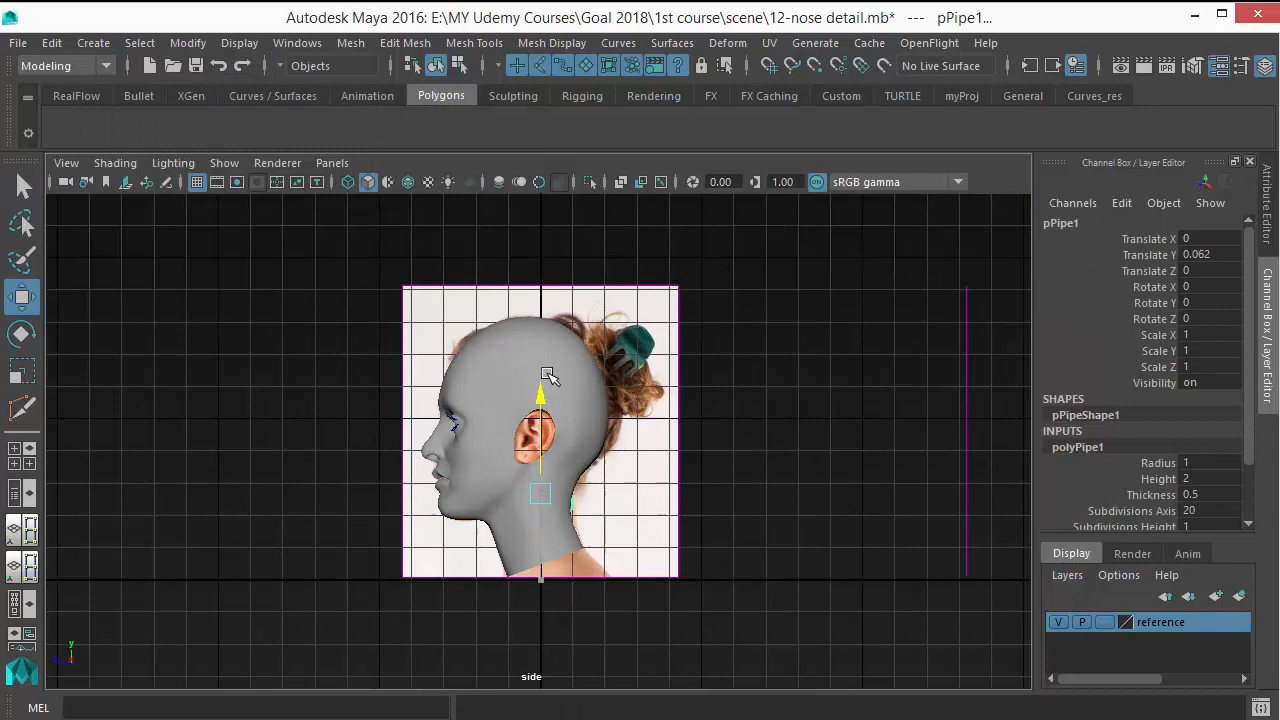 Autodesk Maya 2016: E:\MY Udemy Courses\Goal 2018\1st course\scene\12-nose detail.mb* --- pPipe1...
File Edit Create Select Modify Display Windows Mesh Edit Mesh Mesh Tools Mesh Display Curves Surfaces Deform UV Generate Cache OpenFlight Help
Modeling Objects No Live Surface
RealFlow Bullet XGen Curves / Surfaces Animation Polygons Sculpting Rigging Rendering FX FX Caching Custom TURTLE myProj General Curves_res
View Shading Lighting Show Renderer Panels
0.00 1.00 sRGB gamma
side
Channel Box / Layer Editor
Channels Edit Object Show
pPipe1
Translate X 0
Translate Y 0.062
Translate Z 0
Rotate X 0
Rotate Y 0
Rotate Z 0
Scale X 1
Scale Y 1
Scale Z 1
Visibility on
SHAPES
pPipeShape1
INPUTS
polyPipe1
Radius 1
Height 2
Thickness 0.5
Subdivisions Axis 20
Subdivisions Height 1
Display Render Anim
Layers Options Help
V P reference
Attribute Editor
Channel Box / Layer Editor
y
MEL